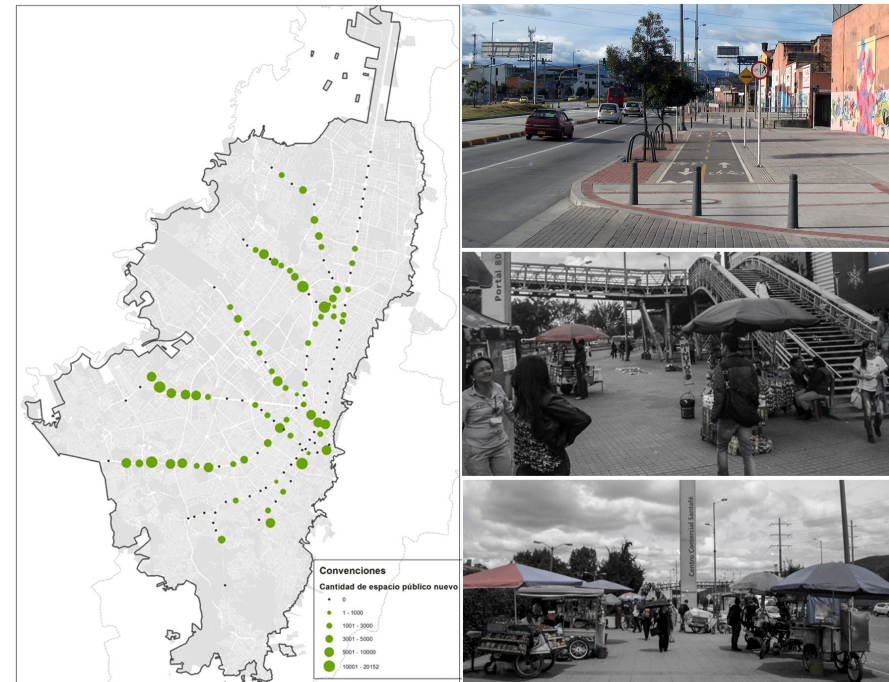 Convenciones
Cantidad de espacio público nuevo
0
1 - 1000
1001 - 3000
3001 - 5000
5001 - 10000
10001 - 20152
Portal 80
Centro Comercial Santafé